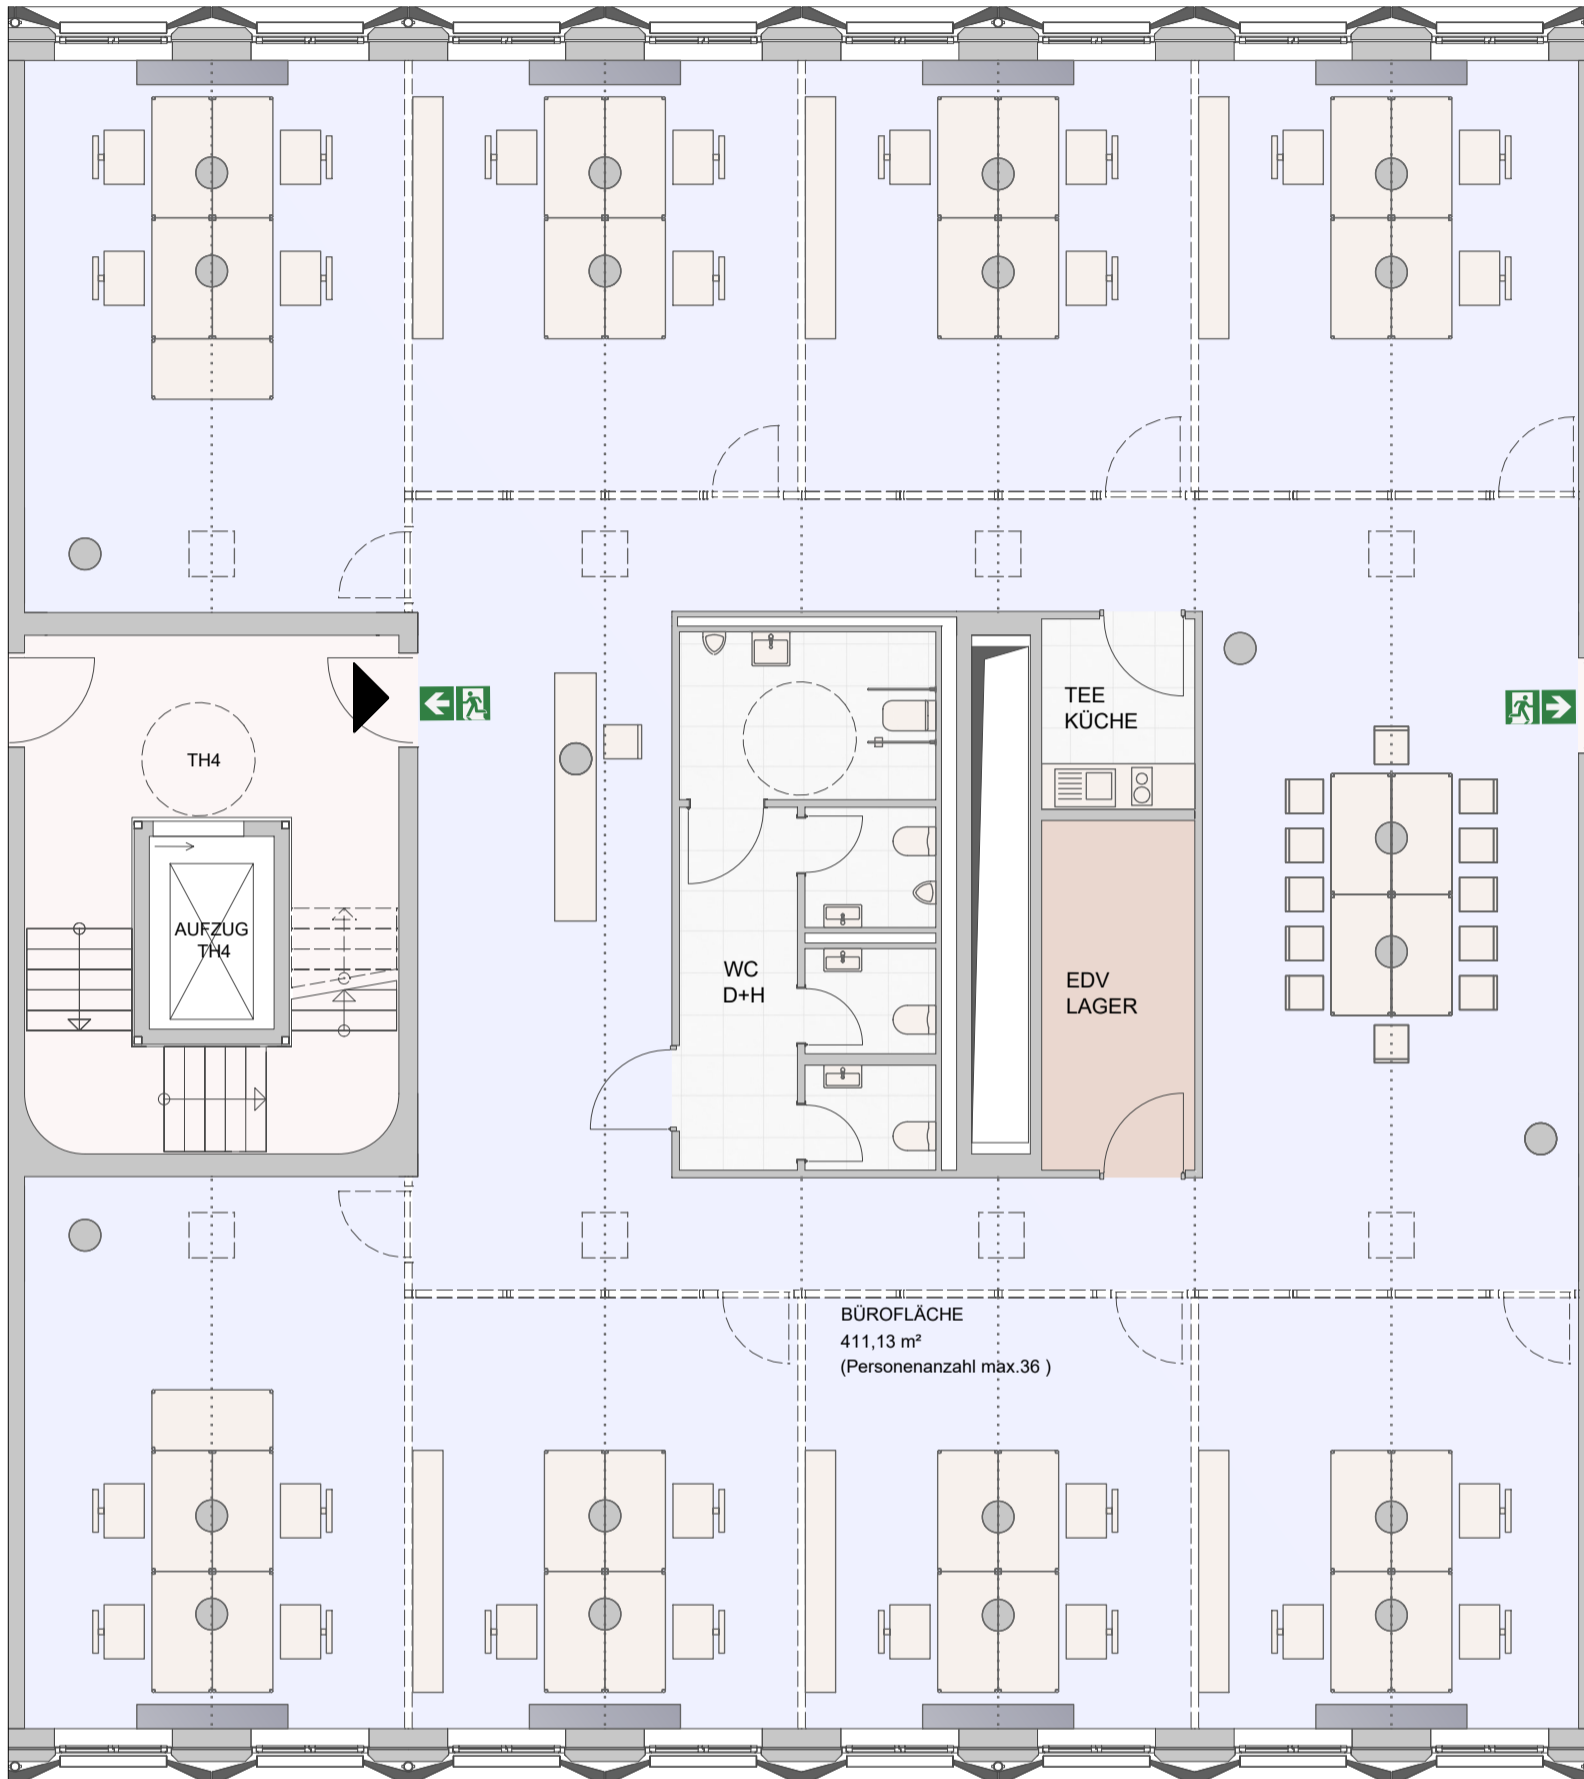 TEE
KÜCHE
TH4
AUFZUG
TH4
WC
D+H
EDV
LAGER
BÜROFLÄCHE
411,13 m²
(Personenanzahl max.36 )